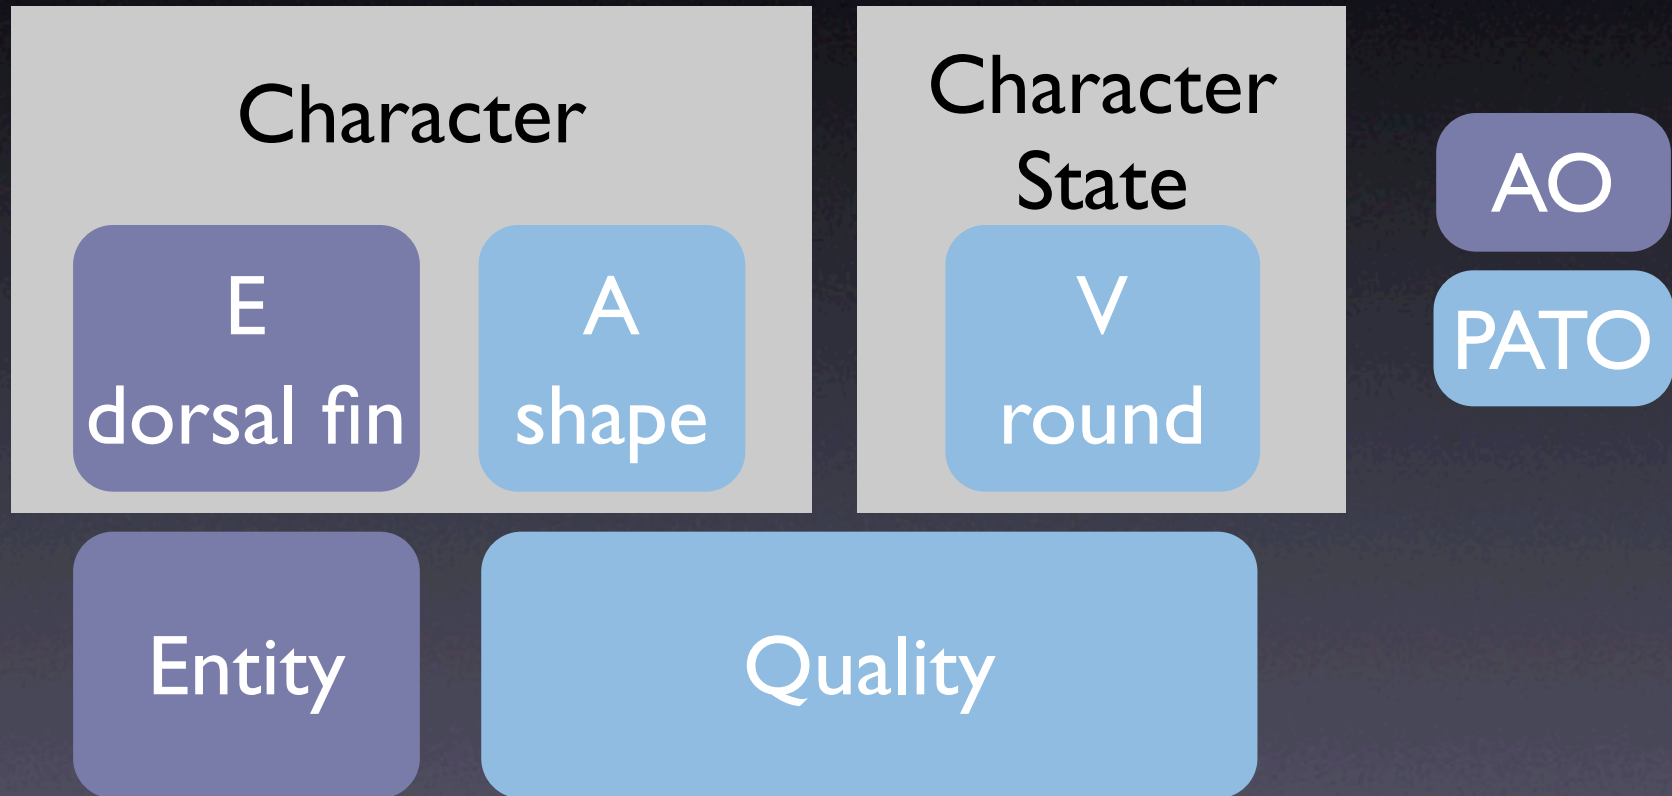 Character
E
dorsal fin
A
shape
Character
State
V
round
AO
PATO
Entity
Quality